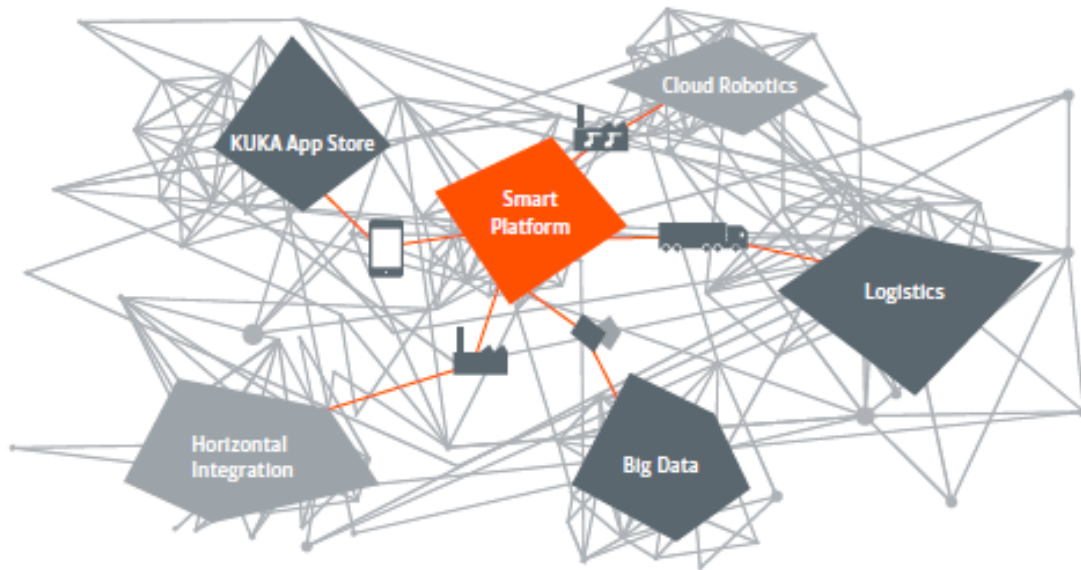 Cloud Robotics
KUKA App Store
Smart
Platform
Logistics
Horizontal
Integration
Big Data